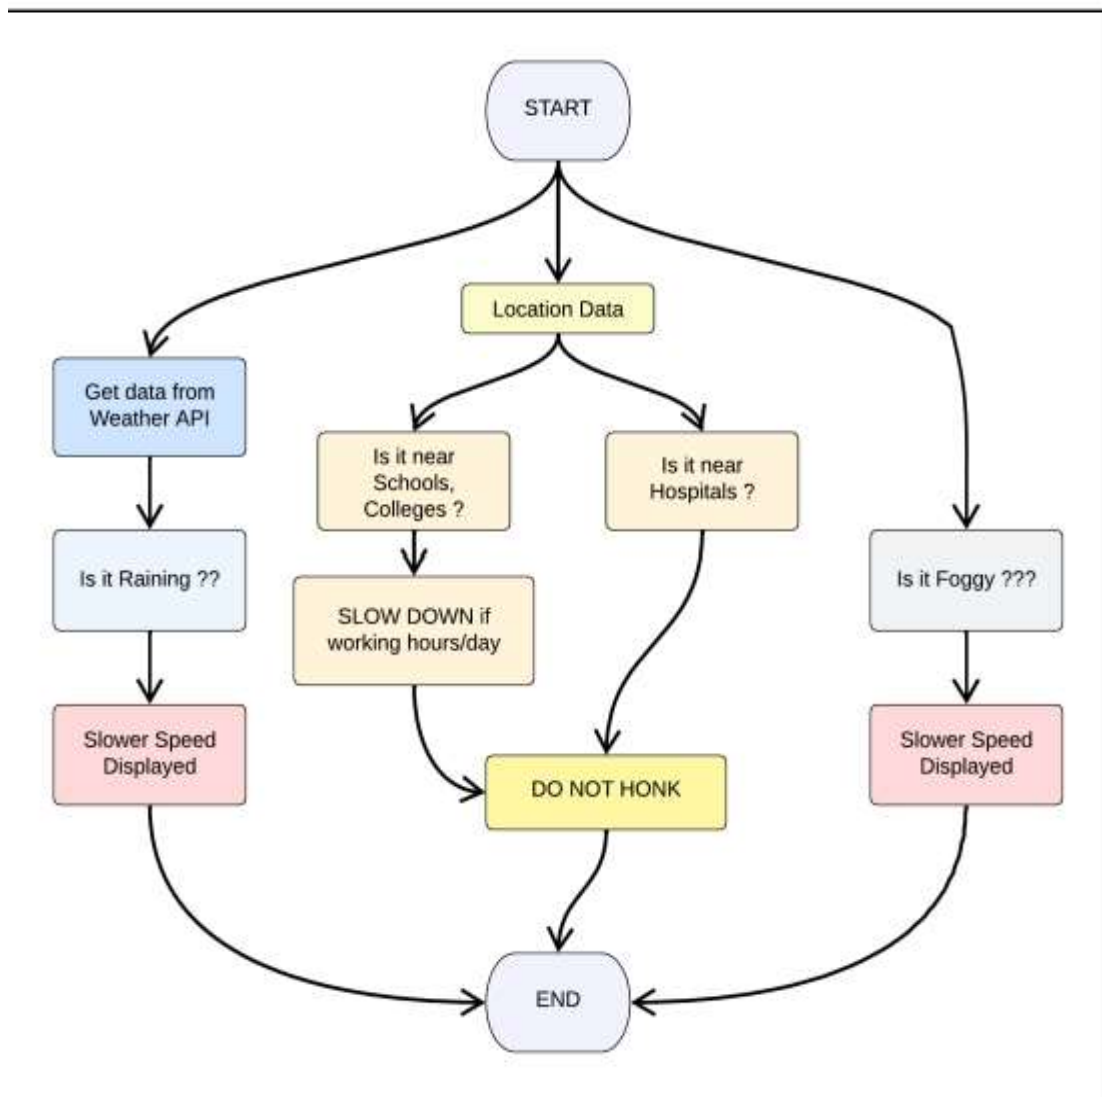 START
Location Data
Get data from
Weather API
Is it near
Schools,
Colleges ?
Is it near
Hospitals ?
Is it Raining ??
SLOW DOWN if
working hours/day
Is it Foggy ???
Slower Speed
Displayed
DO NOT HONK
Slower Speed
Displayed
END